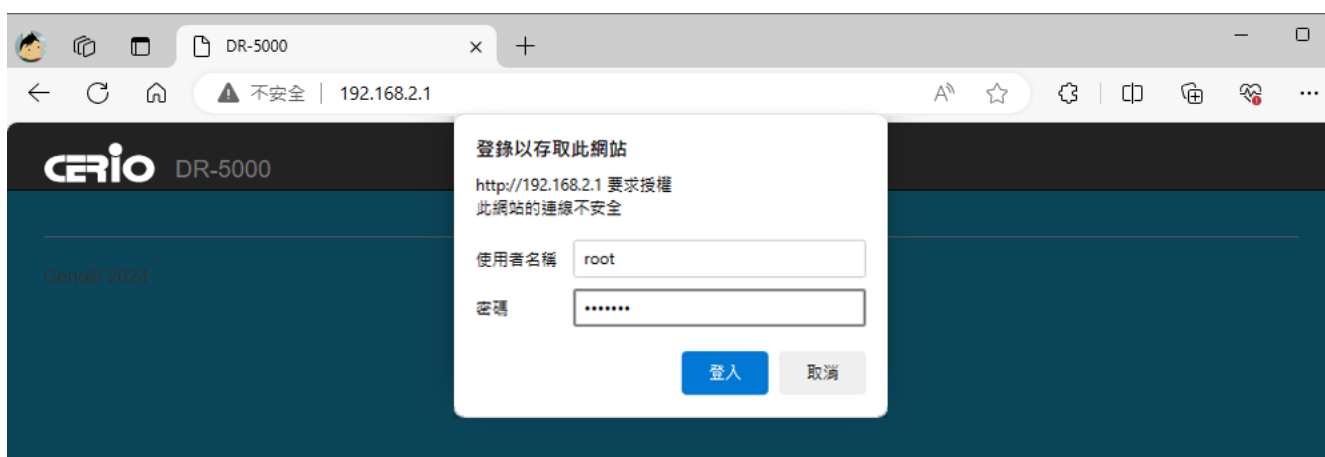 DR-5000
不安全 | 192.168.2.1
CERIO DR-5000
登錄以存取此網站
http://192.168.2.1 要求授權
此網站的連線不安全
使用者名稱 root
密碼 •••••••
登入 取消
Cerio© 2024